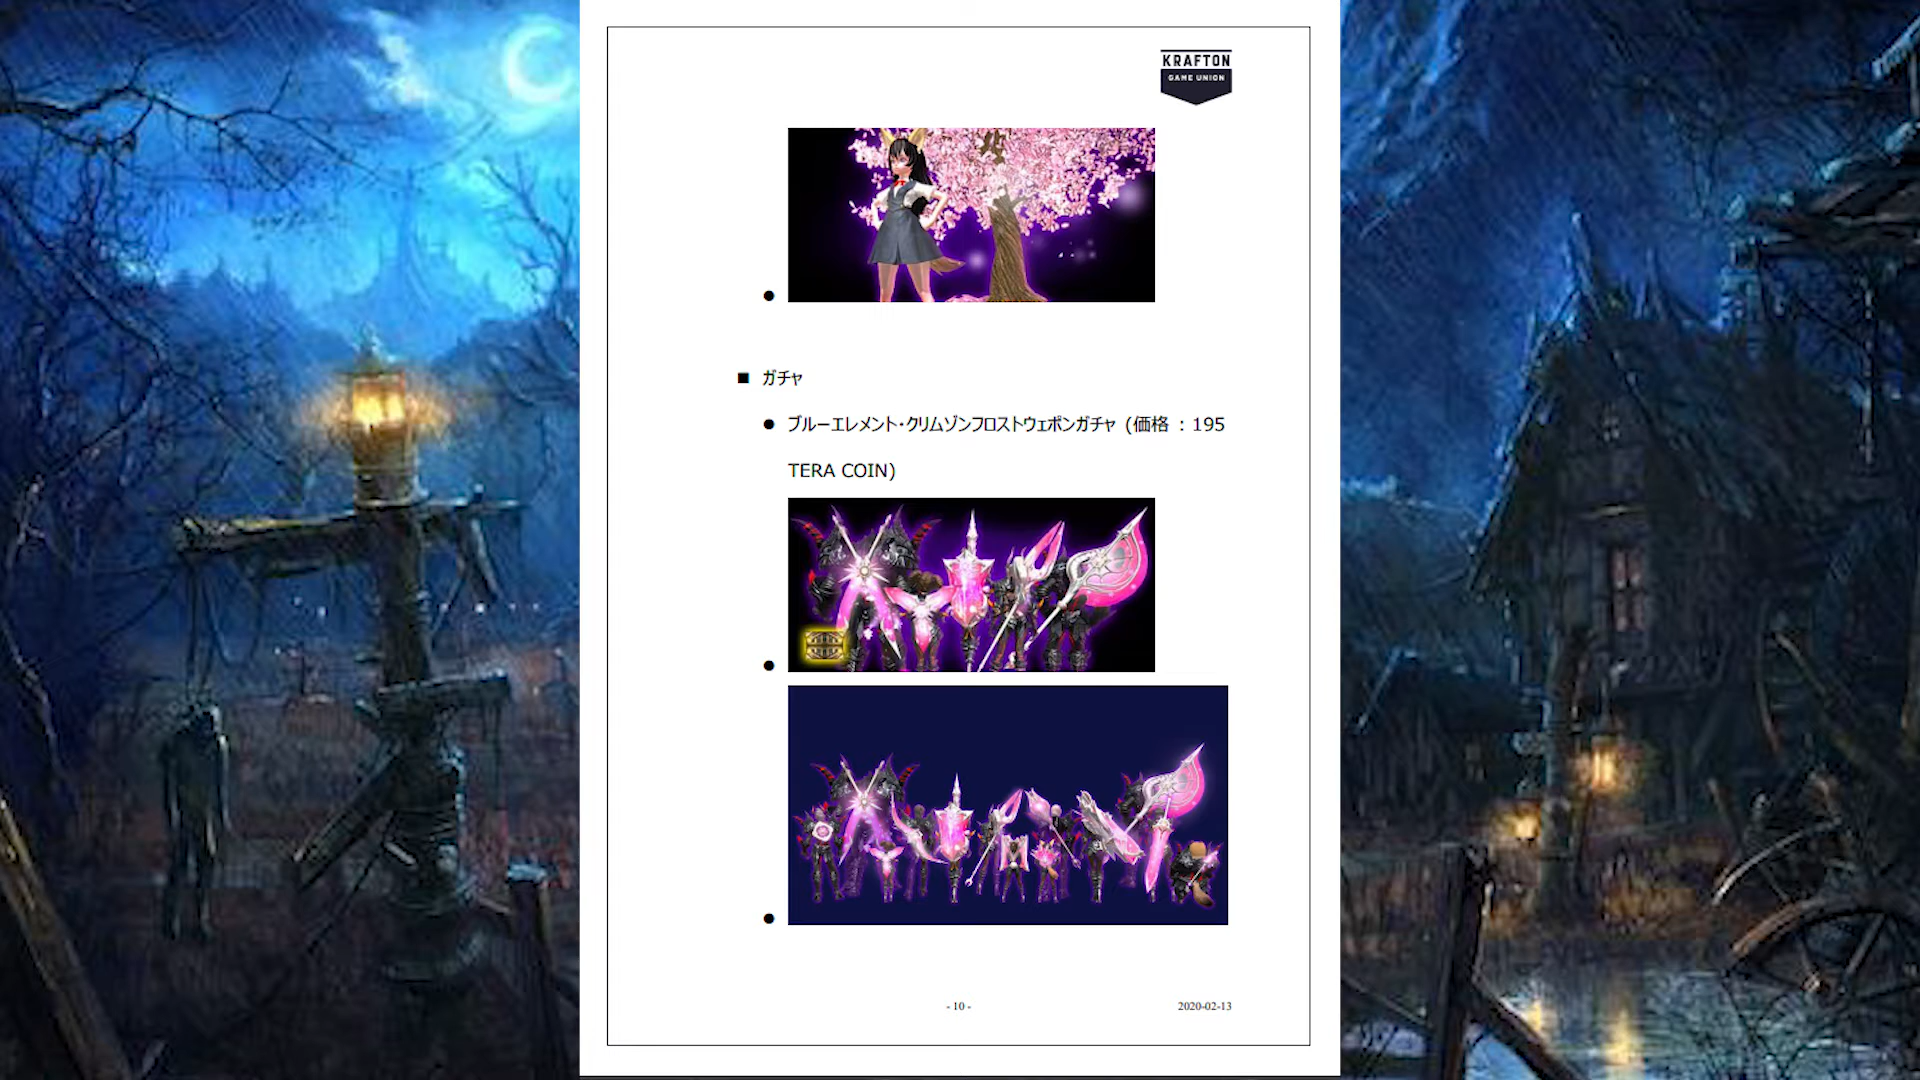 KRAFTON
GAME UNION
■ ガチャ
● ブルーエレメント・クリムゾンフロストウェポンガチャ (価格 : 195
TERA COIN)
- 10 -
2020-02-13